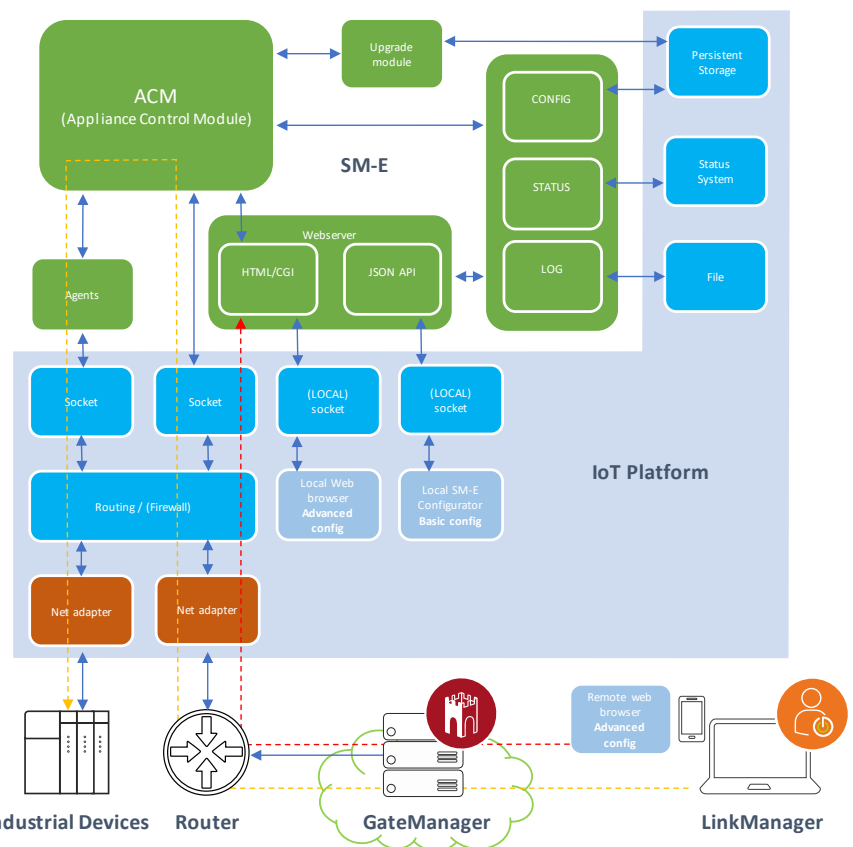 ACM
(Appliance Control Module)
Upgrade
module
Persistent
Storage
CONFIG
SM-E
STATUS
Status
System
Webserver
HTML/CGI
JSON API
LOG
File
Agents
Socket
Socket
(LOCAL)
socket
(LOCAL)
socket
IoT Platform
Routing / (Firewall)
Local Web
browser
Advanced
config
Local SM-E
Configurator
Basic config
Net adapter
Net adapter
Remote web
browser
Advanced
config
ndustrial Devices
Router
GateManager
LinkManager